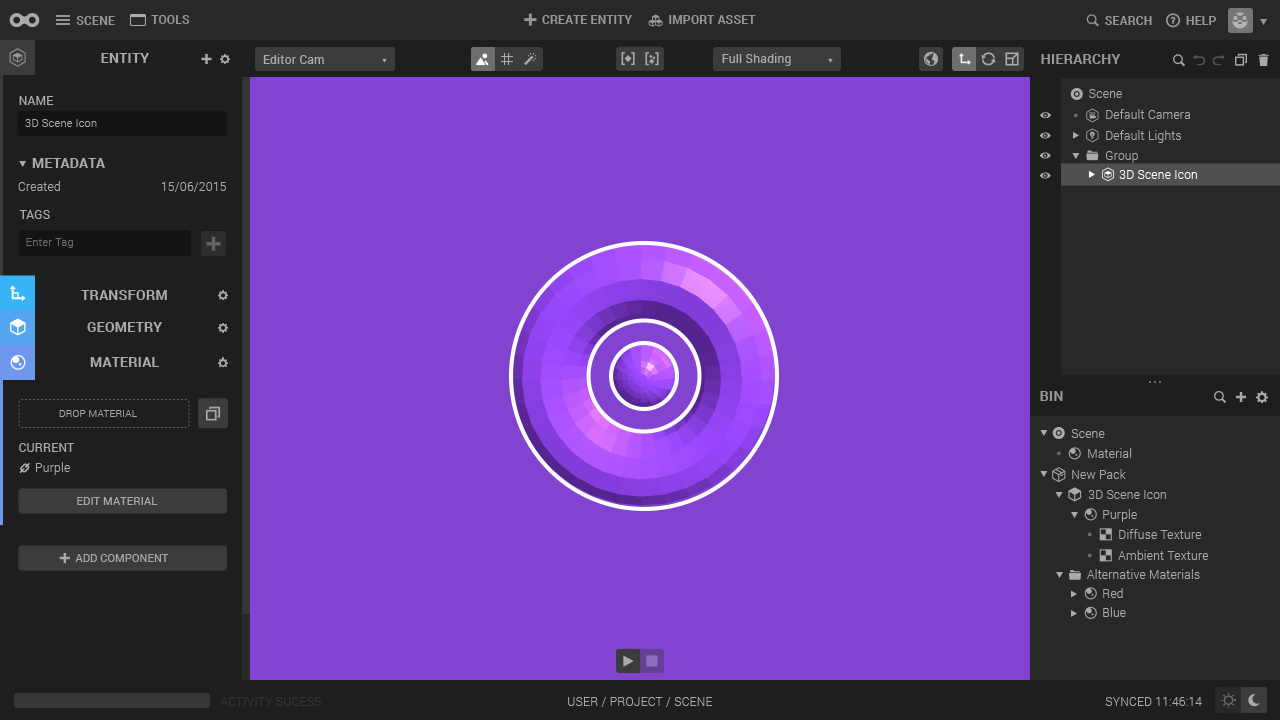 SCENE
TOOLS
CREATE ENTITY
IMPORT ASSET
SEARCH
HELP
ENTITY
Editor Cam
Full Shading
HIERARCHY
NAME
3D Scene Icon
METADATA
Created 15/06/2015
TAGS
Enter Tag
TRANSFORM
GEOMETRY
MATERIAL
DROP MATERIAL
CURRENT
Purple
EDIT MATERIAL
ADD COMPONENT
Scene
Default Camera
Default Lights
Group
3D Scene Icon
BIN
Scene
Material
New Pack
3D Scene Icon
Purple
Diffuse Texture
Ambient Texture
Alternative Materials
Red
Blue
ACTIVITY SUCESS
USER / PROJECT / SCENE
SYNCED 11:46:14